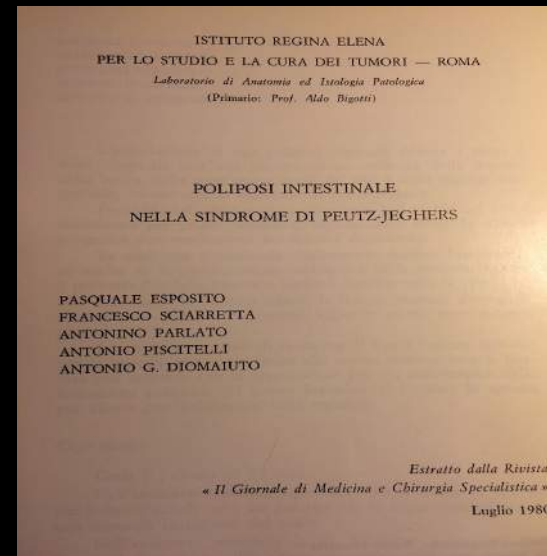 ISTITUTO REGINA ELENA
PER LO STUDIO E LA CURA DEI TUMORI — ROMA
Laboratorio di Anatomia ed Istologia Patologica
(Primario: Prof. Aldo Bigotti)
POLIPOSI INTESTINALE
NELLA SINDROME DI PEUTZ-JEGHERS
PASQUALE ESPOSITO
FRANCESCO SCIARRETTA
ANTONINO PARLATO
ANTONIO PISCITELLI
ANTONIO G. DIOMAIUTO
Estratto dalla Rivista
« Il Giornale di Medicina e Chirurgia Specialistica »
Luglio 1980